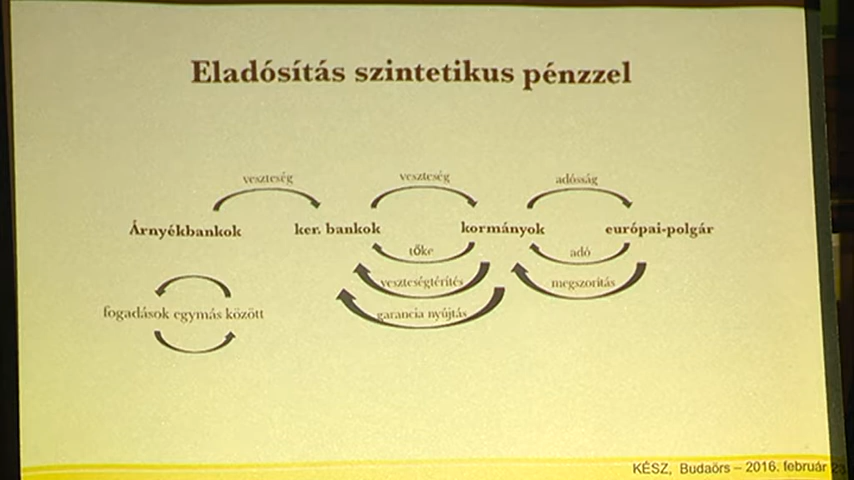 Eladósítás szintetikus pénzzel
veszteség
veszteség
adósság
Árnyékbankok
ker. bankok
kormányok
európai-polgár
tőke
adó
veszteségtérítés
megszorítás
garancia nyújtás
fogadások egymás között
KÉSZ, Budaörs – 2016. február 23